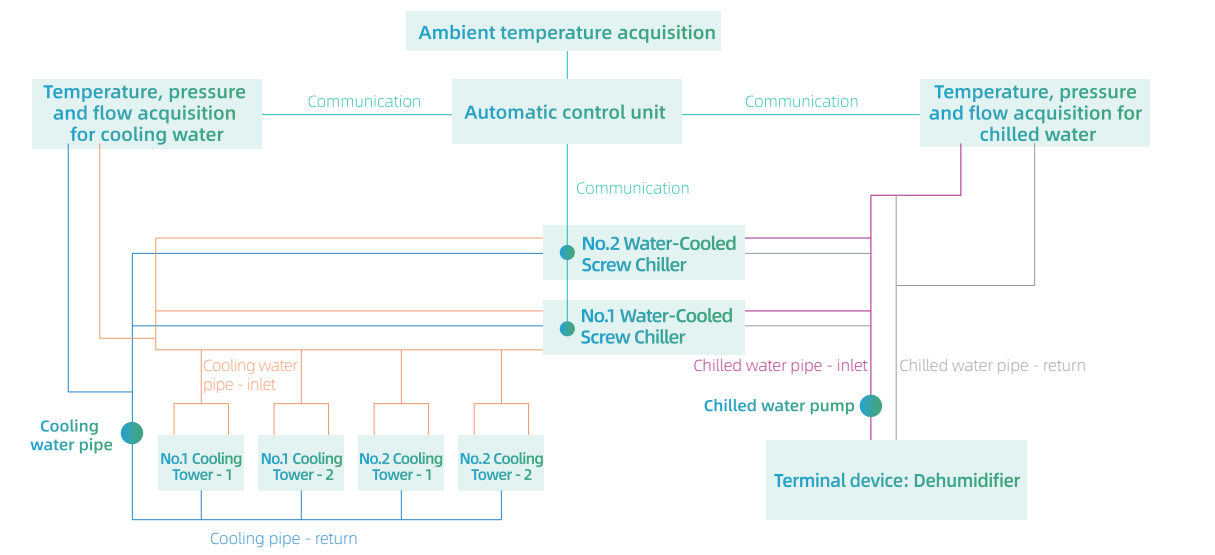 Ambient temperature acquisition
Temperature, pressure
and flow acquisition
for cooling water
Communication
Automatic control unit
Communication
Temperature, pressure
and flow acquisition for
chilled water
Communication
No.2 Water-Cooled
Screw Chiller
No.1 Water-Cooled
Screw Chiller
Cooling water
pipe - inlet
Chilled water pipe - inlet
Chilled water pipe - return
Chilled water pump
Cooling
water pipe
No.1 Cooling
Tower - 1
No.1 Cooling
Tower - 2
No.2 Cooling
Tower - 1
No.2 Cooling
Tower - 2
Terminal device: Dehumidifier
Cooling pipe - return